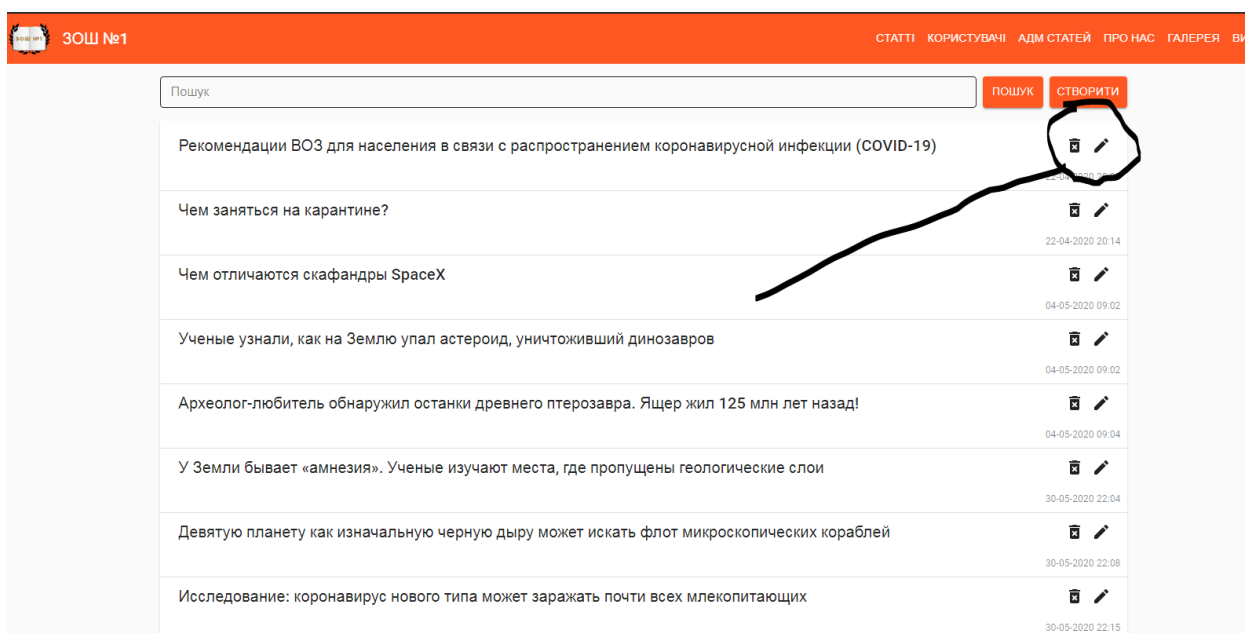 ЗОШ №1
ЗОШ №1
СТАТТІ КОРИСТУВАЧІ АДМ СТАТЕЙ ПРО НАС ГАЛЕРЕЯ
Пошук
ПОШУК
СТВОРИТИ
Рекомендации ВОЗ для населения в связи с распространением коронавирусной инфекции (COVID-19)
Чем заняться на карантине?
22-04-2020 20:14
Чем отличаются скафандры SpaceX
04-05-2020 09:02
Ученые узнали, как на Землю упал астероид, уничтоживший динозавров
04-05-2020 09:02
Археолог-любитель обнаружил останки древнего птерозавра. Ящер жил 125 млн лет назад!
04-05-2020 09:04
У Земли бывает «амнезия». Ученые изучают места, где пропущены геологические слои
30-05-2020 22:04
Девятую планету как изначальную черную дыру может искать флот микроскопических кораблей
30-05-2020 22:08
Исследование: коронавирус нового типа может заражать почти всех млекопитающих
30-05-2020 22:15